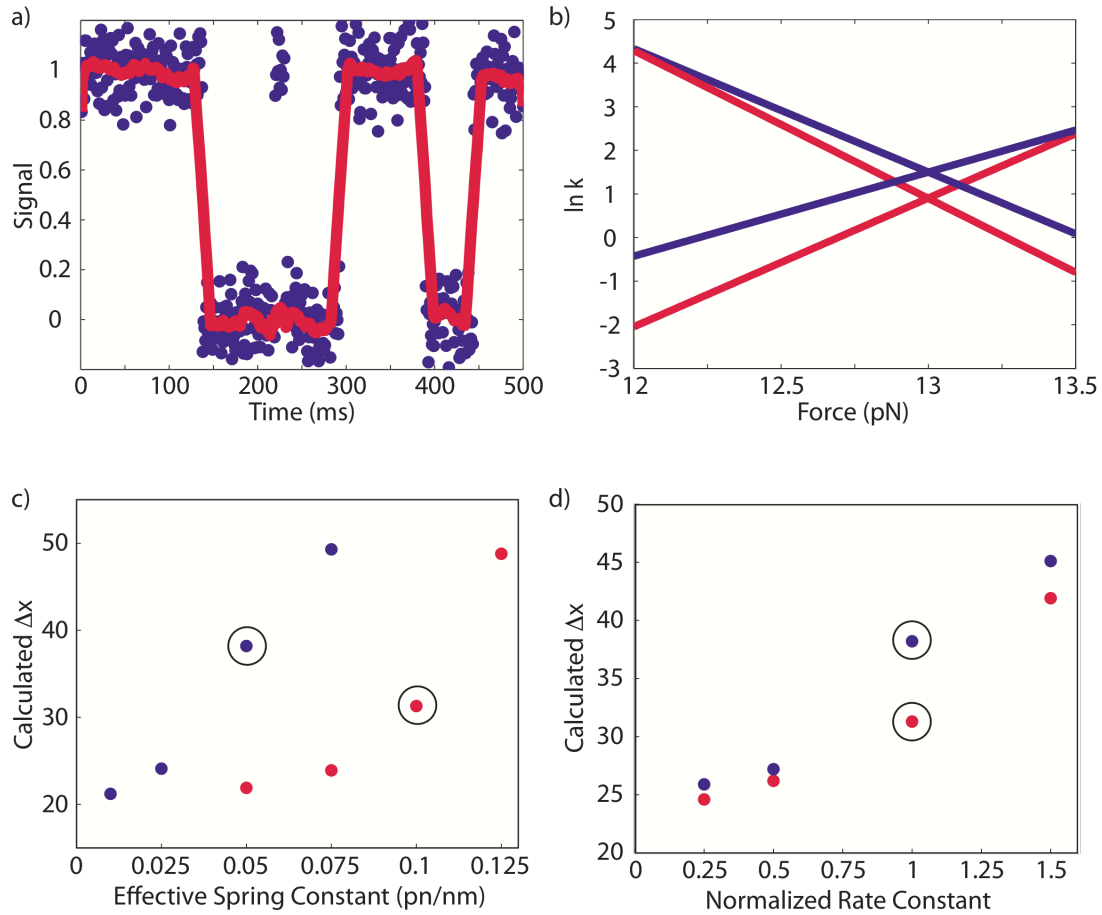 a)
1
0.8
0.6
0.4
0.2
0
Signal
0 100 200 300 400 500
Time (ms)
b)
5
4
3
2
1
0
-1
-2
-3
ln k
12 12.5 13 13.5
Force (pN)
c)
50
40
30
20
Calculated Δx
0 0.025 0.05 0.075 0.1 0.125
Effective Spring Constant (pn/nm)
d)
50
45
40
35
30
25
20
Calculated Δx
0 0.25 0.5 0.75 1 1.25 1.5
Normalized Rate Constant